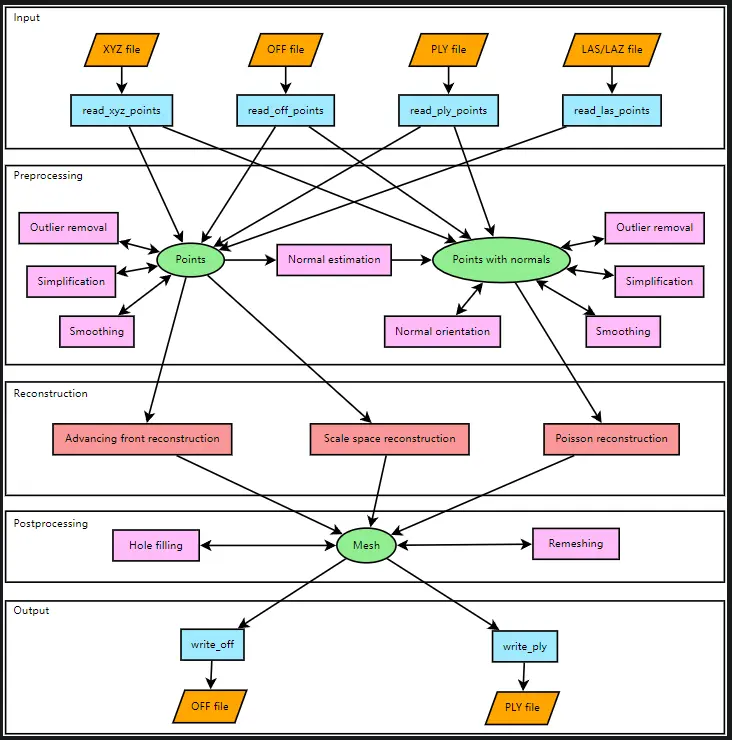 Input
XYZ file
OFF file
PLY file
LAS/LAZ file
read_xyz_points
read_off_points
read_ply_points
read_las_points
Preprocessing
Outlier removal
Outlier removal
Points
Normal estimation
Points with normals
Simplification
Simplification
Smoothing
Normal orientation
Smoothing
Reconstruction
Advancing front reconstruction
Scale space reconstruction
Poisson reconstruction
Postprocessing
Hole filling
Mesh
Remeshing
Output
write_off
write_ply
OFF file
PLY file